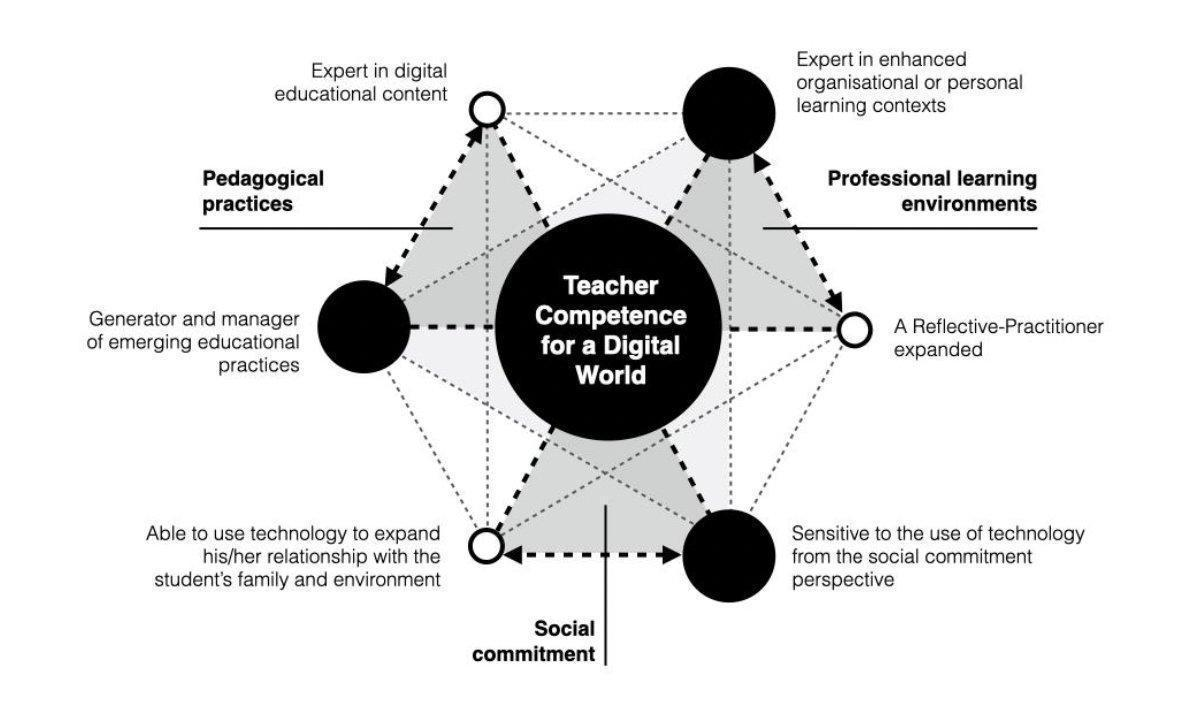 Expert in digital
educational content
Expert in enhanced
organisational or personal
learning contexts
Pedagogical
practices
Professional learning
environments
Teacher
Competence
for a Digital
World
Generator and manager
of emerging educational
practices
A Reflective-Practitioner
expanded
Able to use technology to expand
his/her relationship with the
student’s family and environment
Sensitive to the use of technology
from the social commitment
perspective
Social
commitment